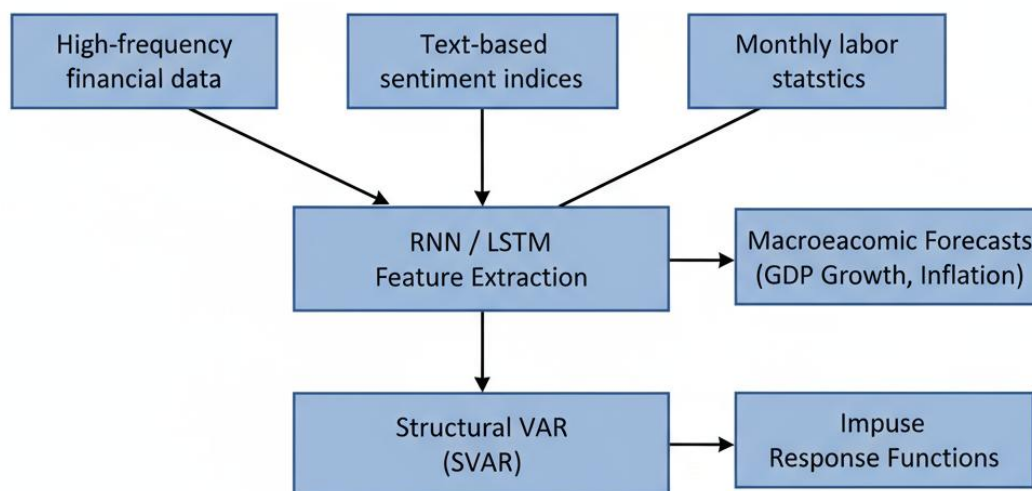 High-frequency
financial data
Text-based
sentiment indices
Monthly labor
statstics
RNN / LSTM
Feature Extraction
Macroeacomic Forecasts
(GDP Growth, Inflation)
Structural VAR
(SVAR)
Impuse
Response Functions